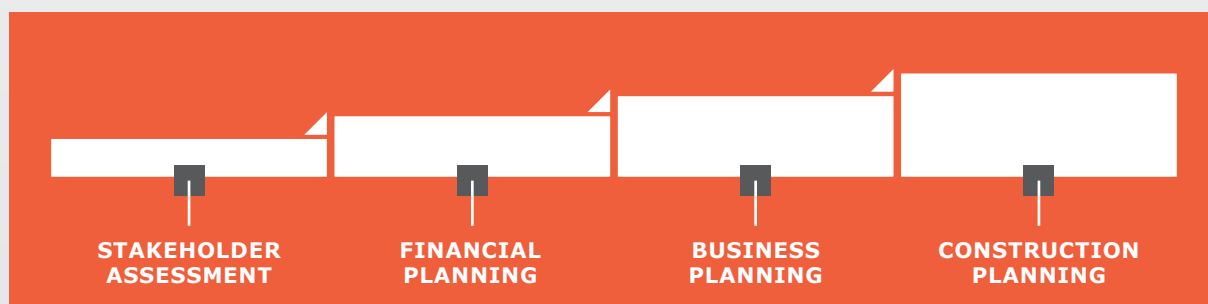 STAKEHOLDER
ASSESSMENT
FINANCIAL
PLANNING
BUSINESS
PLANNING
CONSTRUCTION
PLANNING